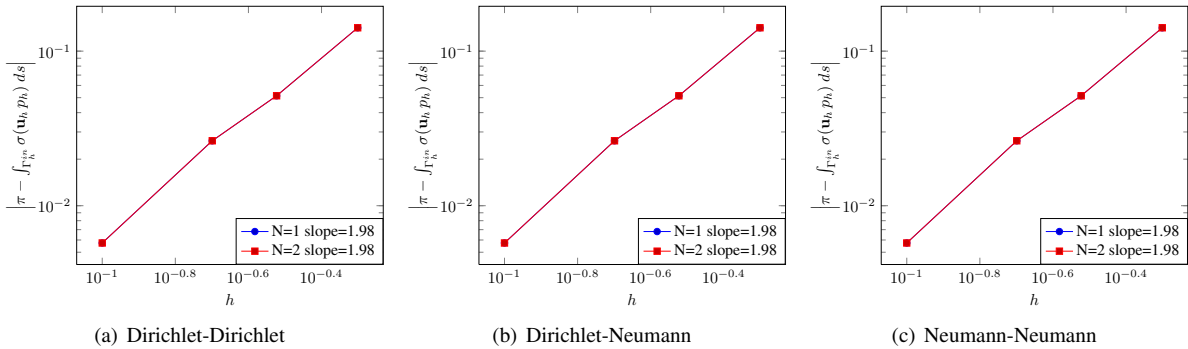 |π − ∫_{Γ_h^{in}} σ(u_h p_h) ds|
10^{-1}
10^{-2}
N=1 slope=1.98
N=2 slope=1.98
10^{-1} 10^{-0.8} 10^{-0.6} 10^{-0.4}
h
(a) Dirichlet-Dirichlet
|π − ∫_{Γ_h^{in}} σ(u_h p_h) ds|
10^{-1}
10^{-2}
N=1 slope=1.98
N=2 slope=1.98
10^{-1} 10^{-0.8} 10^{-0.6} 10^{-0.4}
h
(b) Dirichlet-Neumann
|π − ∫_{Γ_h^{in}} σ(u_h p_h) ds|
10^{-1}
10^{-2}
N=1 slope=1.98
N=2 slope=1.98
10^{-1} 10^{-0.8} 10^{-0.6} 10^{-0.4}
h
(c) Neumann-Neumann